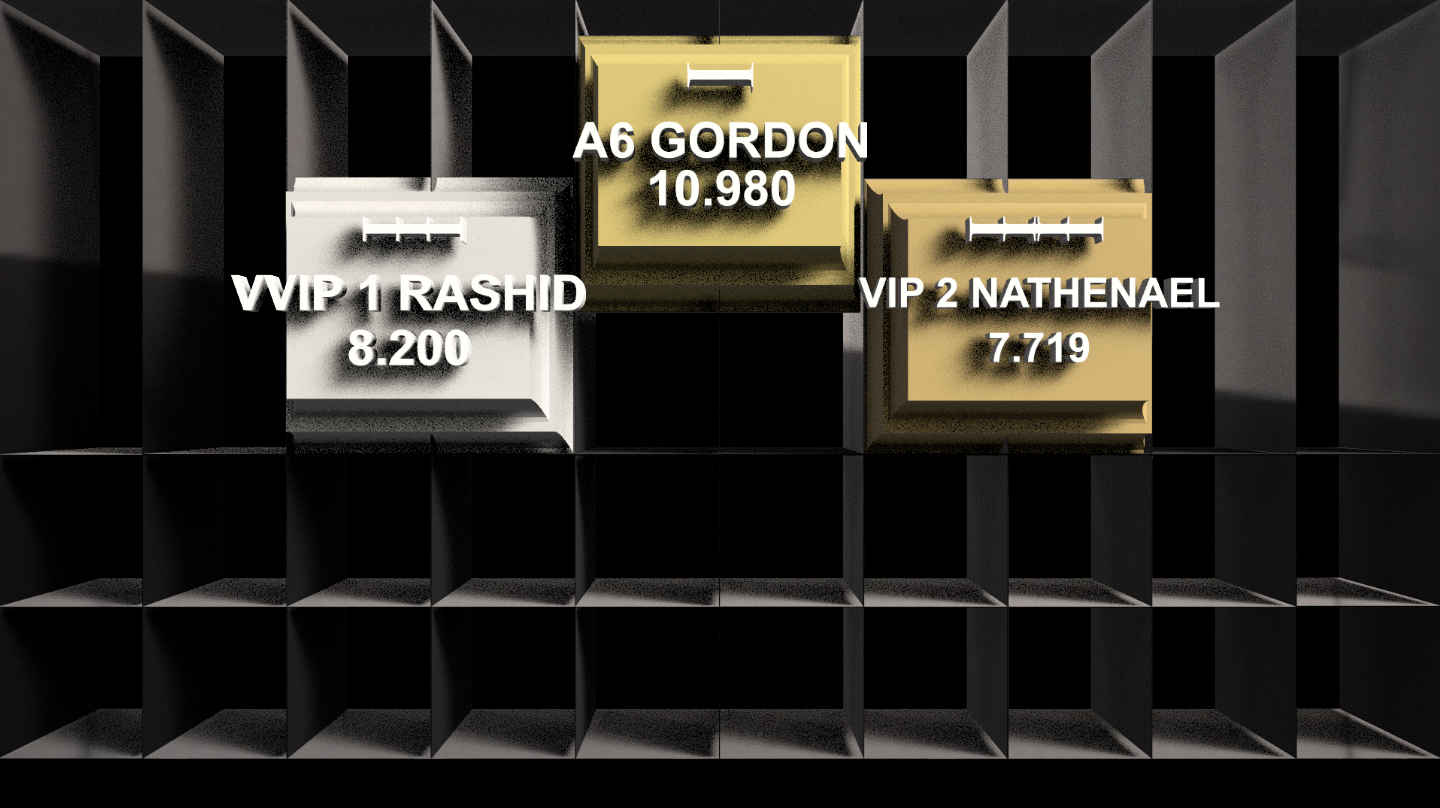 A6 GORDON
10.980
VVIP 1 RASHID
8.200
VIP 2 NATHENAEL
7.719